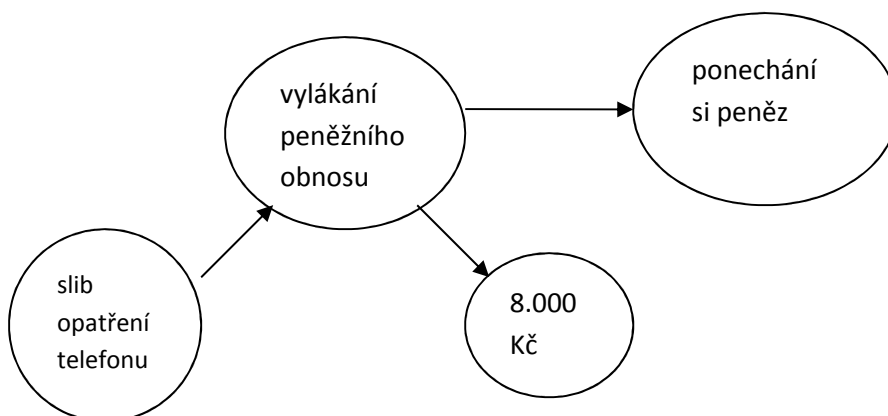 vylákání
peněžního
obnosu
ponechání
si peněz
slib
opatření
telefonu
8.000
Kč